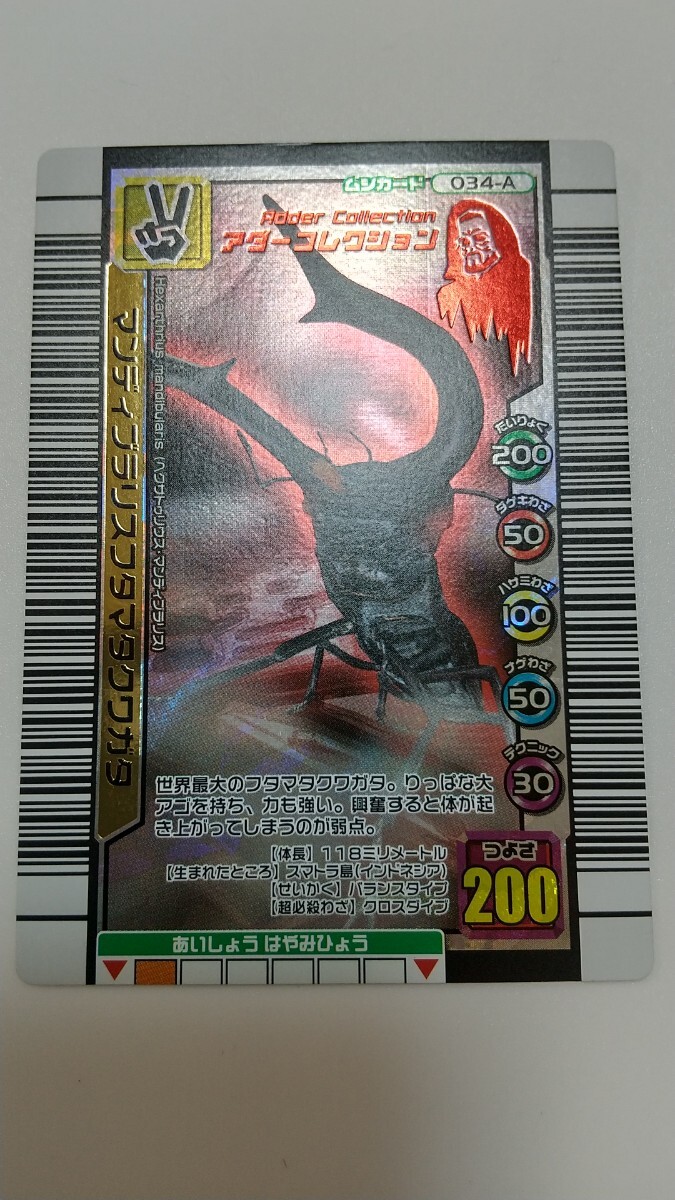 ムシカード 034-A
Adder Collection
アダーコレクション
マンディブラリスフタマタクワガタ
Hexarthrius mandibularis (ヘクサトゥリウス・マンディブラリス)
たいりょく
200
ダゲキわざ
50
ハサミわざ
100
ナゲわざ
50
テクニック
30
世界最大のフタマタクワガタ。りっぱな大
アゴを持ち、力も強い。興奮すると体が起
き上がってしまうのが弱点。
【体長】118ミリメートル
【生まれたところ】スマトラ島(インドネシア)
【せいかく】バランスタイプ
【超必殺わざ】クロスダイブ
つよさ
200
あいしょう はやみひょう